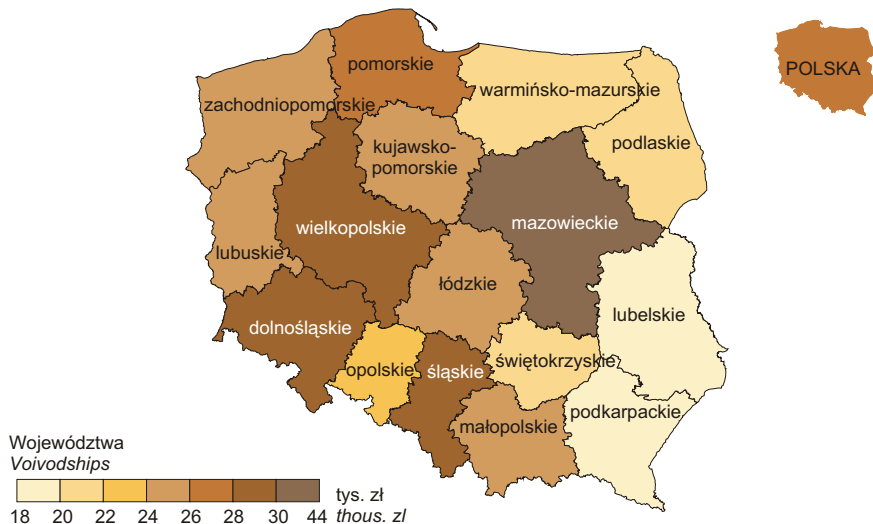 pomorskie
POLSKA
warmińsko-mazurskie
zachodniopomorskie
kujawsko-
pomorskie
podlaskie
wielkopolskie
mazowieckie
lubuskie
łódzkie
lubelskie
dolnośląskie
opolskie
śląskie
świętokrzyskie
podkarpackie
małopolskie
Województwa
Voivodships
tys. zł
18 20 22 24 26 28 30 44 thous. zl